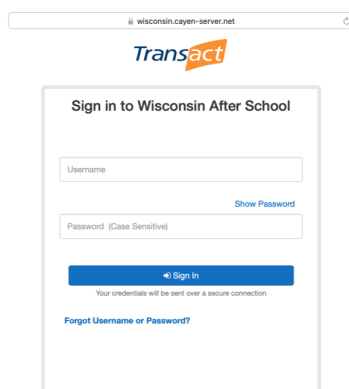 wisconsin.cayen-server.net
Transact
Sign in to Wisconsin After School
Username
Show Password
Password (Case Sensitive)
Sign In
Your credentials will be sent over a secure connection
Forgot Username or Password?